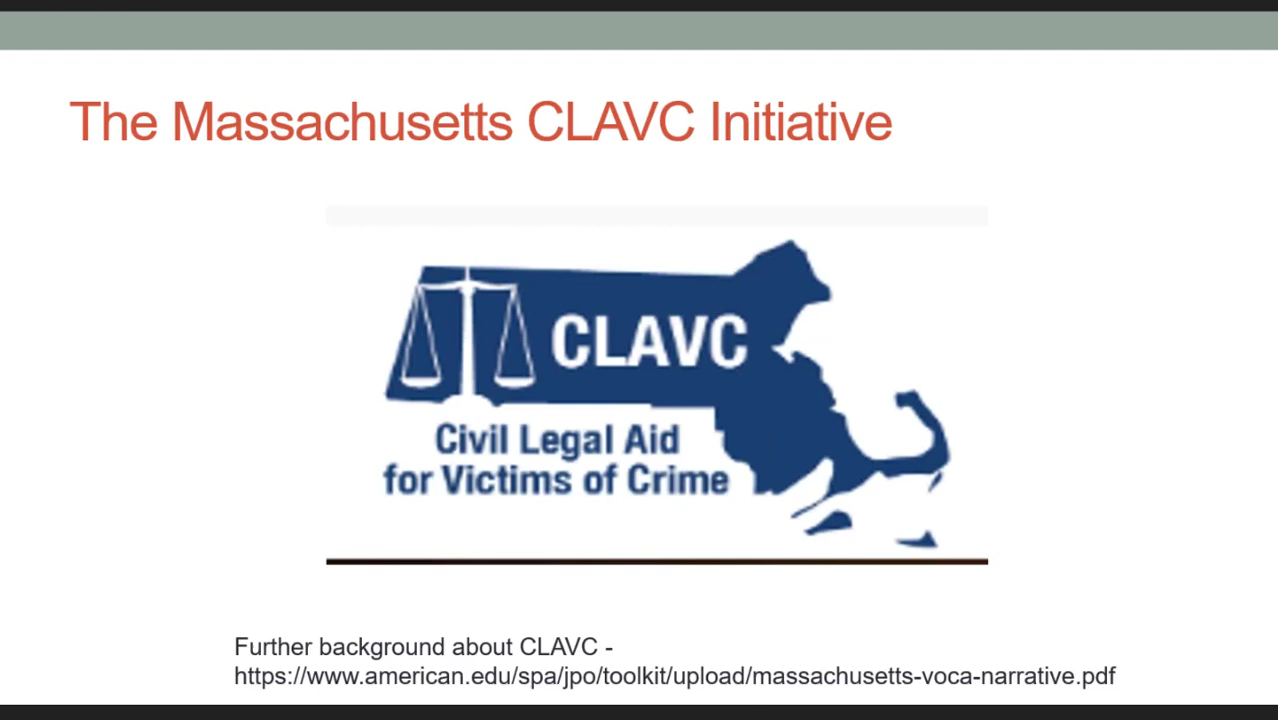 The Massachusetts CLAVC Initiative
CLAVC
Civil Legal Aid
for Victims of Crime
Further background about CLAVC -
https://www.american.edu/spa/jpo/toolkit/upload/massachusetts-voca-narrative.pdf